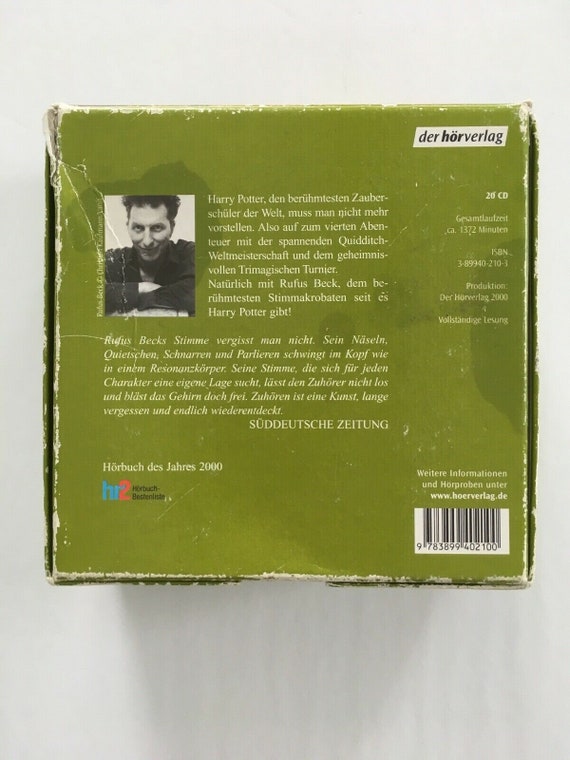 der hörverlag
Harry Potter, den berühmtesten Zauber-
schüler der Welt, muss man nicht mehr
vorstellen. Also auf zum vierten Aben-
teuer mit der spannenden Quidditch-
Weltmeisterschaft und dem geheimnis-
vollen Trimagischen Turnier.
Natürlich mit Rufus Beck, dem be-
rühmtesten Stimmakrobaten seit es
Harry Potter gibt!
Rufus Beck, ©
Rufus Becks Stimme vergisst man nicht. Sein Näseln,
Quietschen, Schnarren und Parlieren schwingt im Kopf wie
in einem Resonanzkörper. Seine Stimme, die sich für jeden
Charakter eine eigene Lage sucht, lässt den Zuhörer nicht los
und bläst das Gehirn doch frei. Zuhören ist eine Kunst, lange
vergessen und endlich wiederentdeckt.
SÜDDEUTSCHE ZEITUNG
Hörbuch des Jahres 2000
hr2 Hörbuch-
Bestenliste
20 CD
Gesamtlaufzeit
ca. 1372 Minuten
ISBN
3-89940-210-3
Produktion:
Der Hörverlag 2000
Vollständige Lesung
Weitere Informationen
und Hörproben unter
www.hoerverlag.de
9 783899 402100